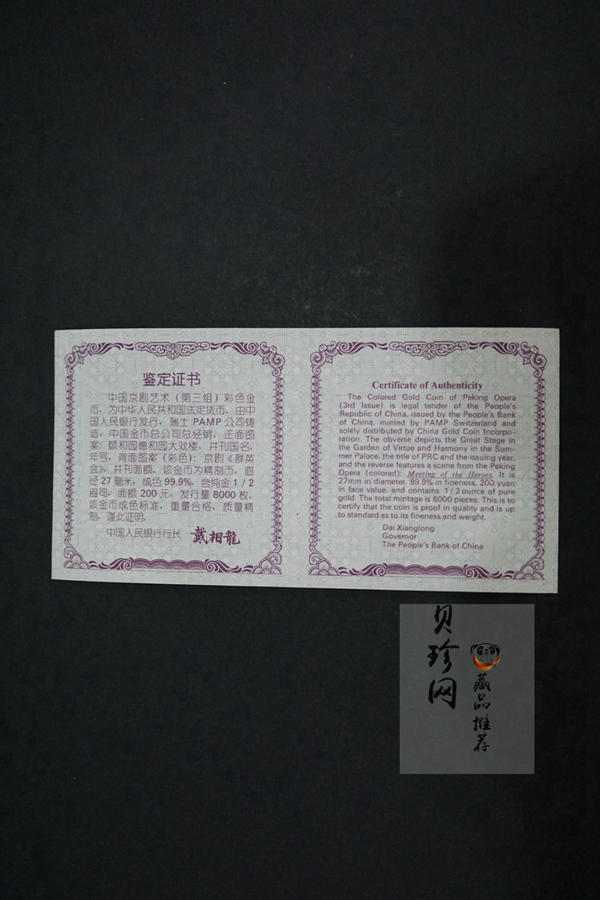 鉴定证书
中国京剧艺术（第三组）彩色金
币，为中华人民共和国法定货币。由中
国人民银行发行，瑞士 PAMP 公司铸
造，中国金币总公司总经销，正面图
案：颐和园德和园大戏楼，并刊国名、
年号，背面图案（彩色）：京剧《群英
会》，并刊面额。该金币为精制币，直
径 27 毫米，成色 99.9%，含纯金 1/2
盎司，面额 200 元，发行量 8000 枚，
该金币成色标准，重量合格，质量精
制，谨此证明。
中国人民银行行长 戴相龍
Certificate of Authenticity
The Colored Gold Coin of Peking Opera
(3rd Issue) is legal tender of the People's
Republic of China, issued by the People's Bank
of China, minted by PAMP Switzerland and
solely distributed by China Gold Coin Incorpo-
ration. The obverse depicts the Great Stage in
the Garden of Virtue and Harmony in the Sum-
mer Palace, the title of PRC and the issuing year,
and the reverse features a scene from the Peking
Opera (colored): Meeting of the Heroes. It is
27mm in diameter, 99.9% in fineness, 200 yuan
in face value, and contains 1/2 ounce of pure
gold. The total mintage is 8000 pieces. This is to
certify that the coin is proof in quality and is up
to standard as to its fineness and weight.
Dai Xianglong
Governor
The People's Bank of China
贝珍网
藏品推荐